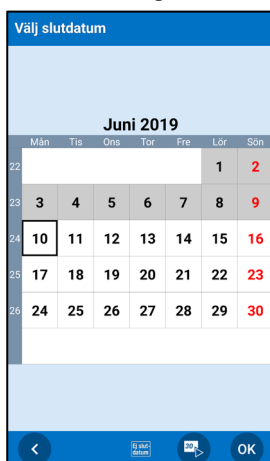 Välj slutdatum
Juni 2019
Mån Tis Ons Tor Fre Lör Sön
22 1 2
23 3 4 5 6 7 8 9
24 10 11 12 13 14 15 16
25 17 18 19 20 21 22 23
26 24 25 26 27 28 29 30
Ej slut-
datum
30
OK